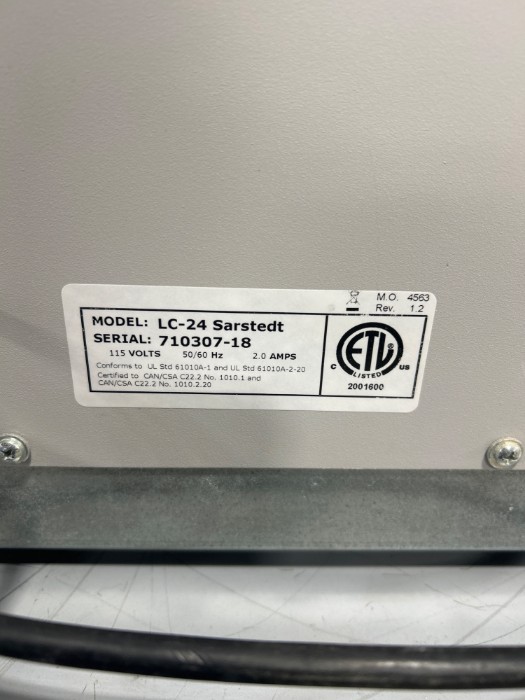 M.O. 4563
Rev. 1.2
MODEL: LC-24 Sarstedt
SERIAL: 710307-18
115 VOLTS 50/60 Hz 2.0 AMPS
Conforms to UL Std 61010A-1 and UL Std 61010A-2-20
Certified to CAN/CSA C22.2 No. 1010.1 and
CAN/CSA C22.2 No. 1010.2.20
ETL
LISTED
C US
2001600